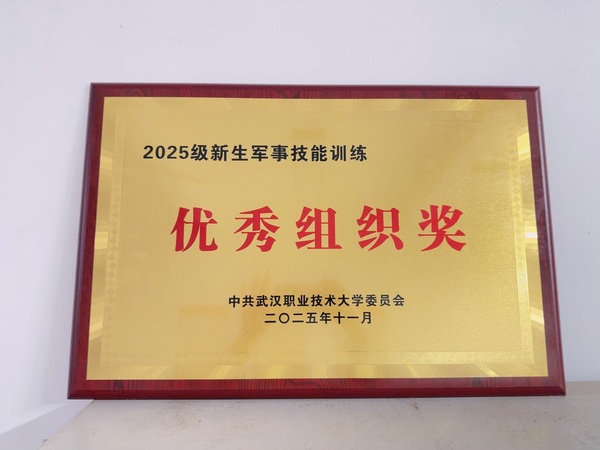 2025级新生军事技能训练
优秀组织奖
中共武汉职业技术大学委员会
二〇二五年十一月